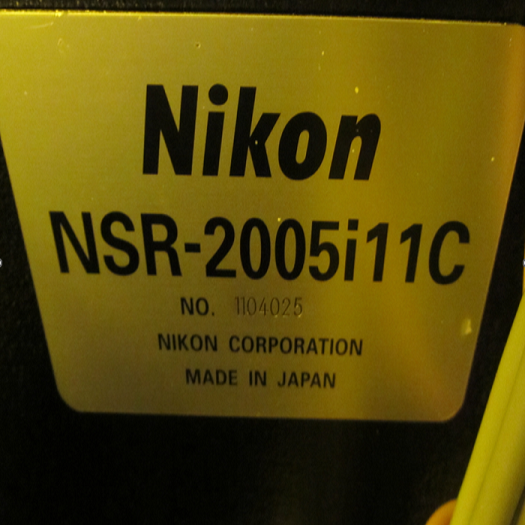 Nikon
NSR-2005i11C
NO. 1104025
NIKON CORPORATION
MADE IN JAPAN